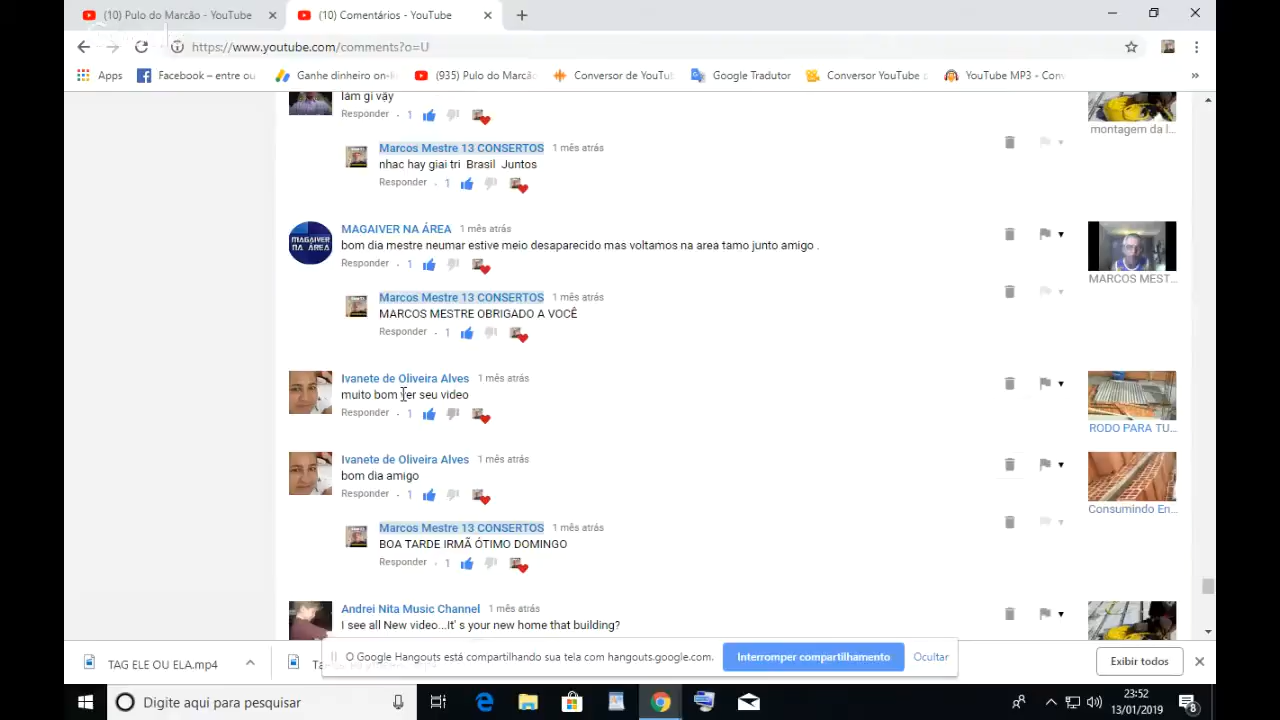 (10) Pulo do Marcão - YouTube
(10) Comentários - YouTube
https://www.youtube.com/comments?o=U
Apps
Facebook – entre ou
Ganhe dinheiro on-l
(935) Pulo do Marcã
Conversor de YouTu
Google Tradutor
Conversor YouTube
YouTube MP3 - Con
làm gì vậy
Responder · 1
montagem da l...
Marcos Mestre 13 CONSERTOS 1 mês atrás
nhac hay giai tri Brasil Juntos
Responder · 1
MAGAIVER NA ÁREA 1 mês atrás
bom dia mestre neumar estive meio desaparecido mas voltamos na area tamo junto amigo .
Responder · 1
MAGAIVER
NA ÁREA
MARCOS MEST...
Marcos Mestre 13 CONSERTOS 1 mês atrás
MARCOS MESTRE OBRIGADO A VOCÊ
Responder · 1
Ivanete de Oliveira Alves 1 mês atrás
muito bom ver seu video
Responder · 1
RODO PARA TU...
Ivanete de Oliveira Alves 1 mês atrás
bom dia amigo
Responder · 1
Consumindo En...
Marcos Mestre 13 CONSERTOS 1 mês atrás
BOA TARDE IRMÃ ÓTIMO DOMINGO
Responder · 1
Andrei Nita Music Channel 1 mês atrás
I see all New video...It' s your new home that building?
O Google Hangouts está compartilhando sua tela com hangouts.google.com.
Interromper compartilhamento
Ocultar
TAG ELE OU ELA.mp4
Exibir todos
Digite aqui para pesquisar
23:52
13/01/2019
8